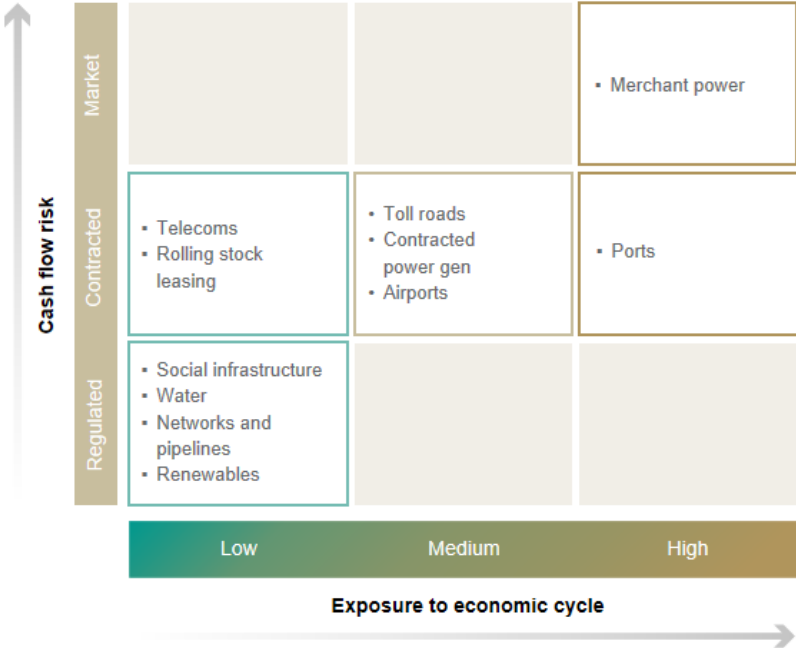 Cash flow risk
Market
▪ Merchant power
Contracted
▪ Telecoms
▪ Rolling stock
leasing
▪ Toll roads
▪ Contracted
power gen
▪ Airports
▪ Ports
Regulated
▪ Social infrastructure
▪ Water
▪ Networks and
pipelines
▪ Renewables
Low
Medium
High
Exposure to economic cycle